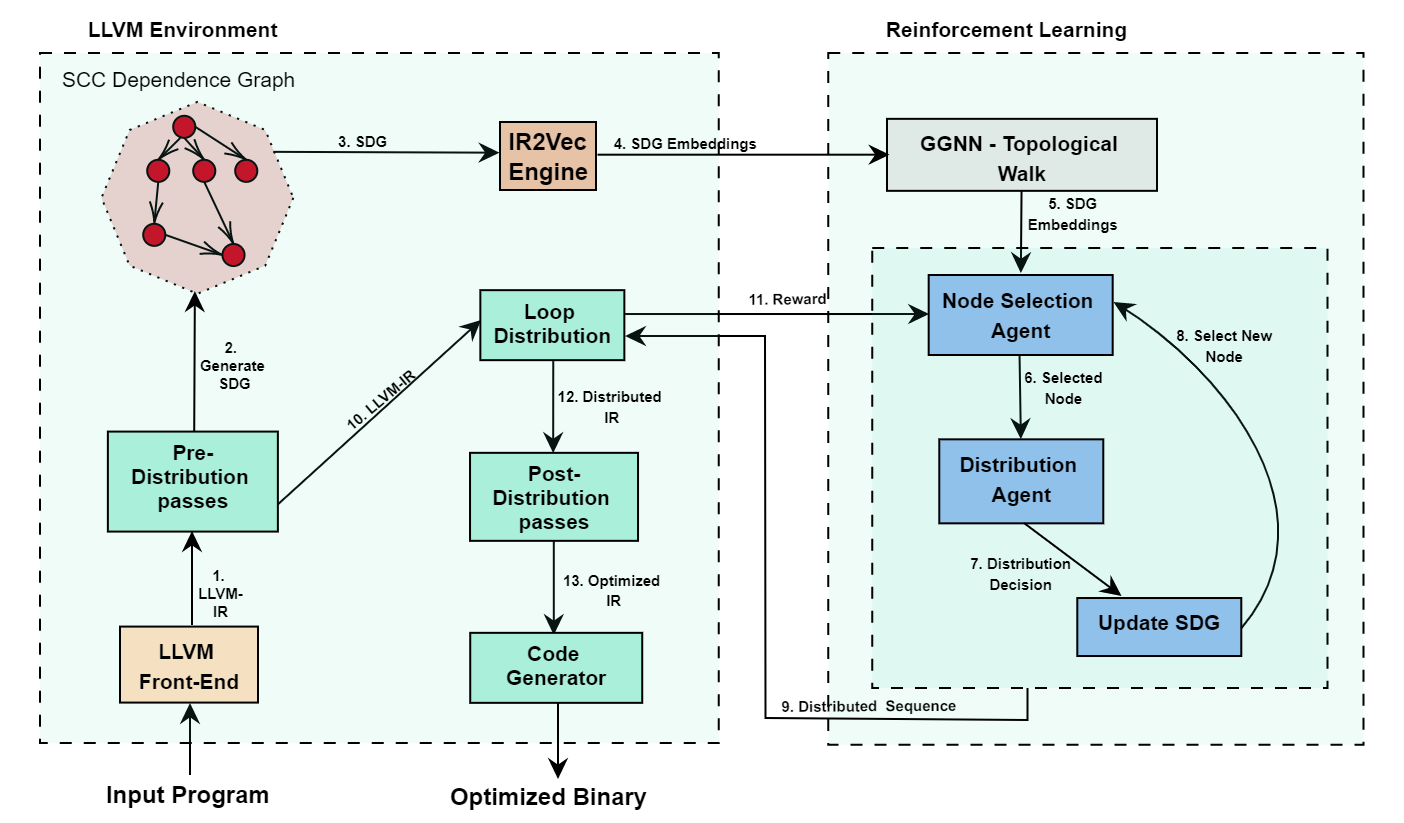 LLVM Environment
Reinforcement Learning
SCC Dependence Graph
3. SDG
IR2Vec
Engine
4. SDG Embeddings
GGNN - Topological
Walk
5. SDG
Embeddings
2.
Generate
SDG
Loop
Distribution
11. Reward
Node Selection
Agent
8. Select New
Node
10. LLVM-IR
12. Distributed
IR
6. Selected
Node
Pre-
Distribution
passes
Post-
Distribution
passes
Distribution
Agent
1.
LLVM-
IR
13. Optimized
IR
7. Distribution
Decision
Update SDG
LLVM
Front-End
Code
Generator
9. Distributed Sequence
Input Program
Optimized Binary